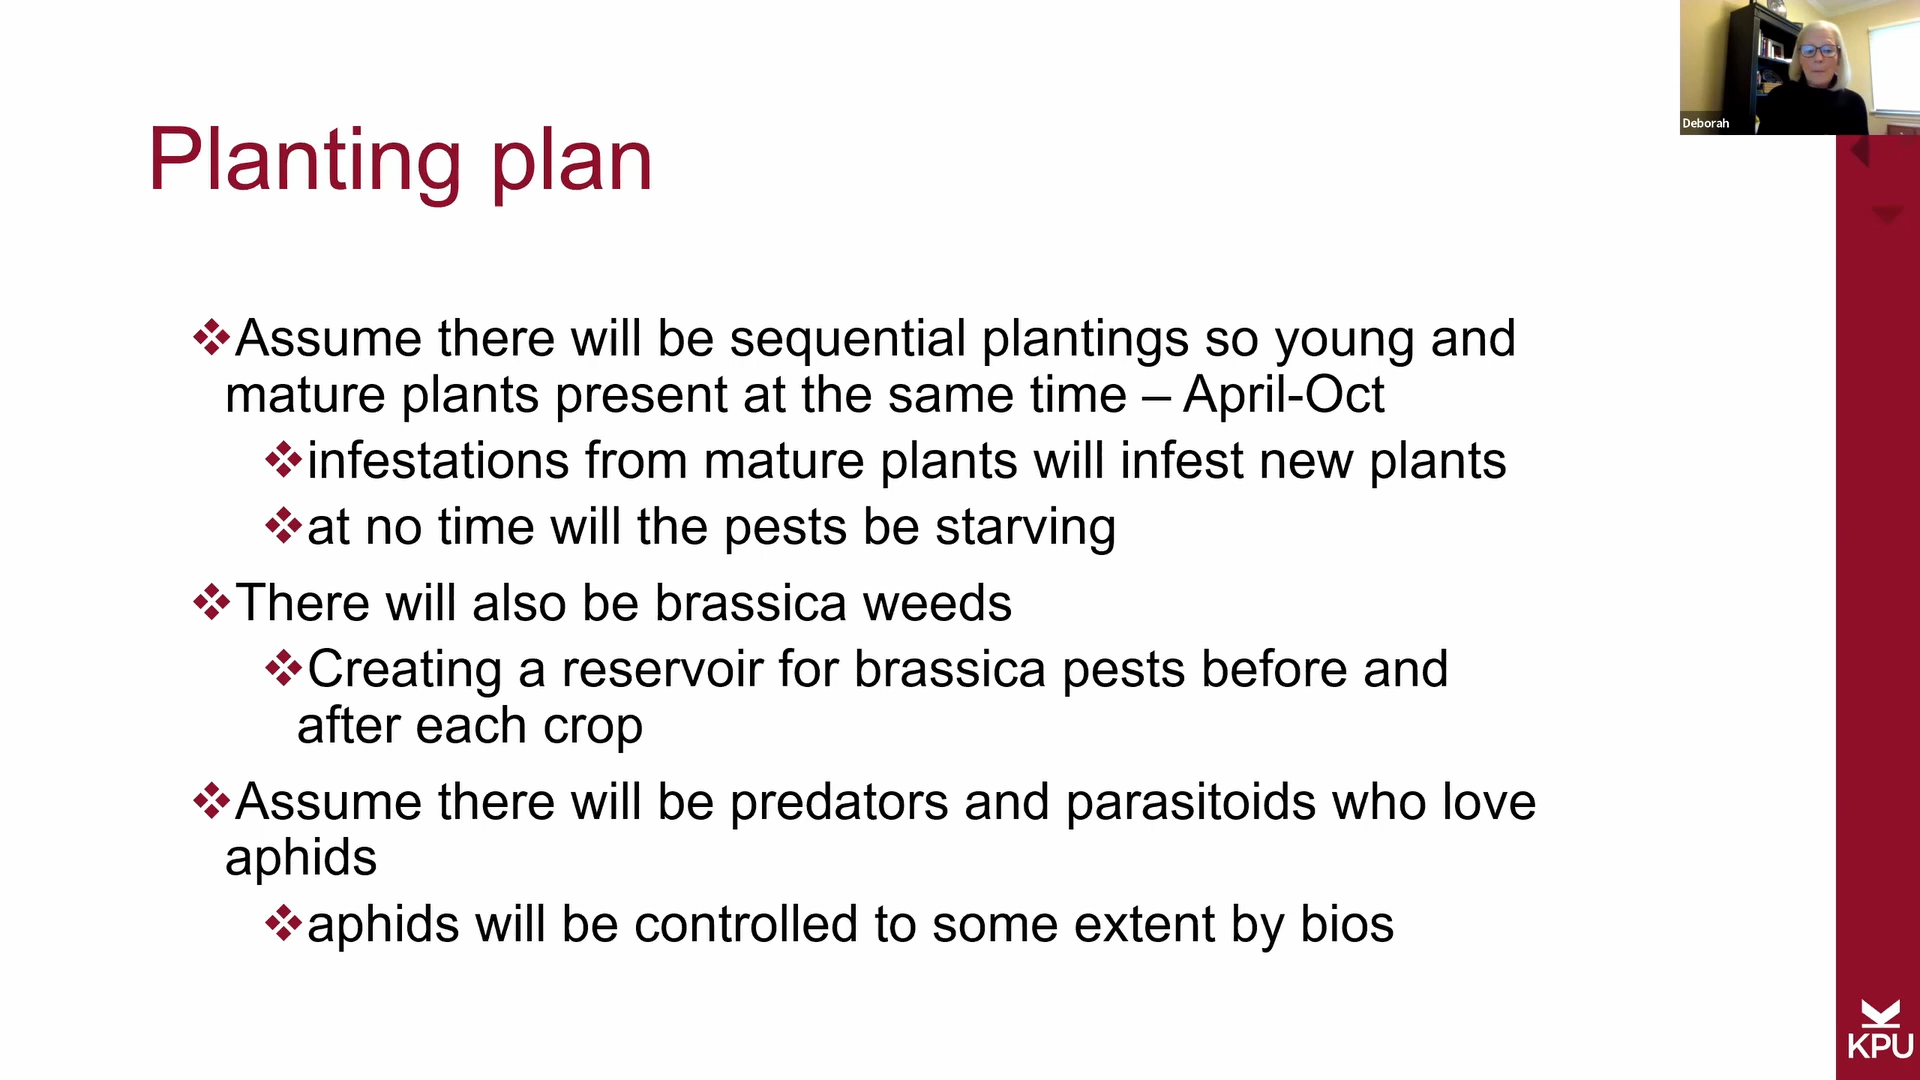 Deborah
Planting plan
❖Assume there will be sequential plantings so young and
mature plants present at the same time – April-Oct
❖infestations from mature plants will infest new plants
❖at no time will the pests be starving
❖There will also be brassica weeds
❖Creating a reservoir for brassica pests before and
after each crop
❖Assume there will be predators and parasitoids who love
aphids
❖aphids will be controlled to some extent by bios
KPU